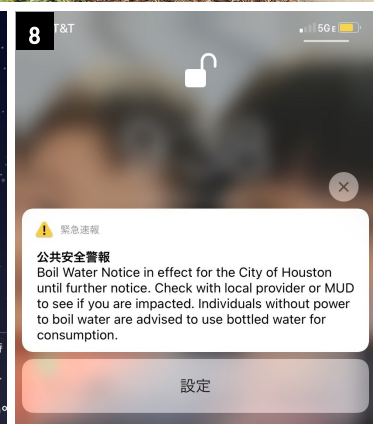 8
T&T
5G E
緊急速報
公共安全警報
Boil Water Notice in effect for the City of Houston
until further notice. Check with local provider or MUD
to see if you are impacted. Individuals without power
to boil water are advised to use bottled water for
consumption.
設定